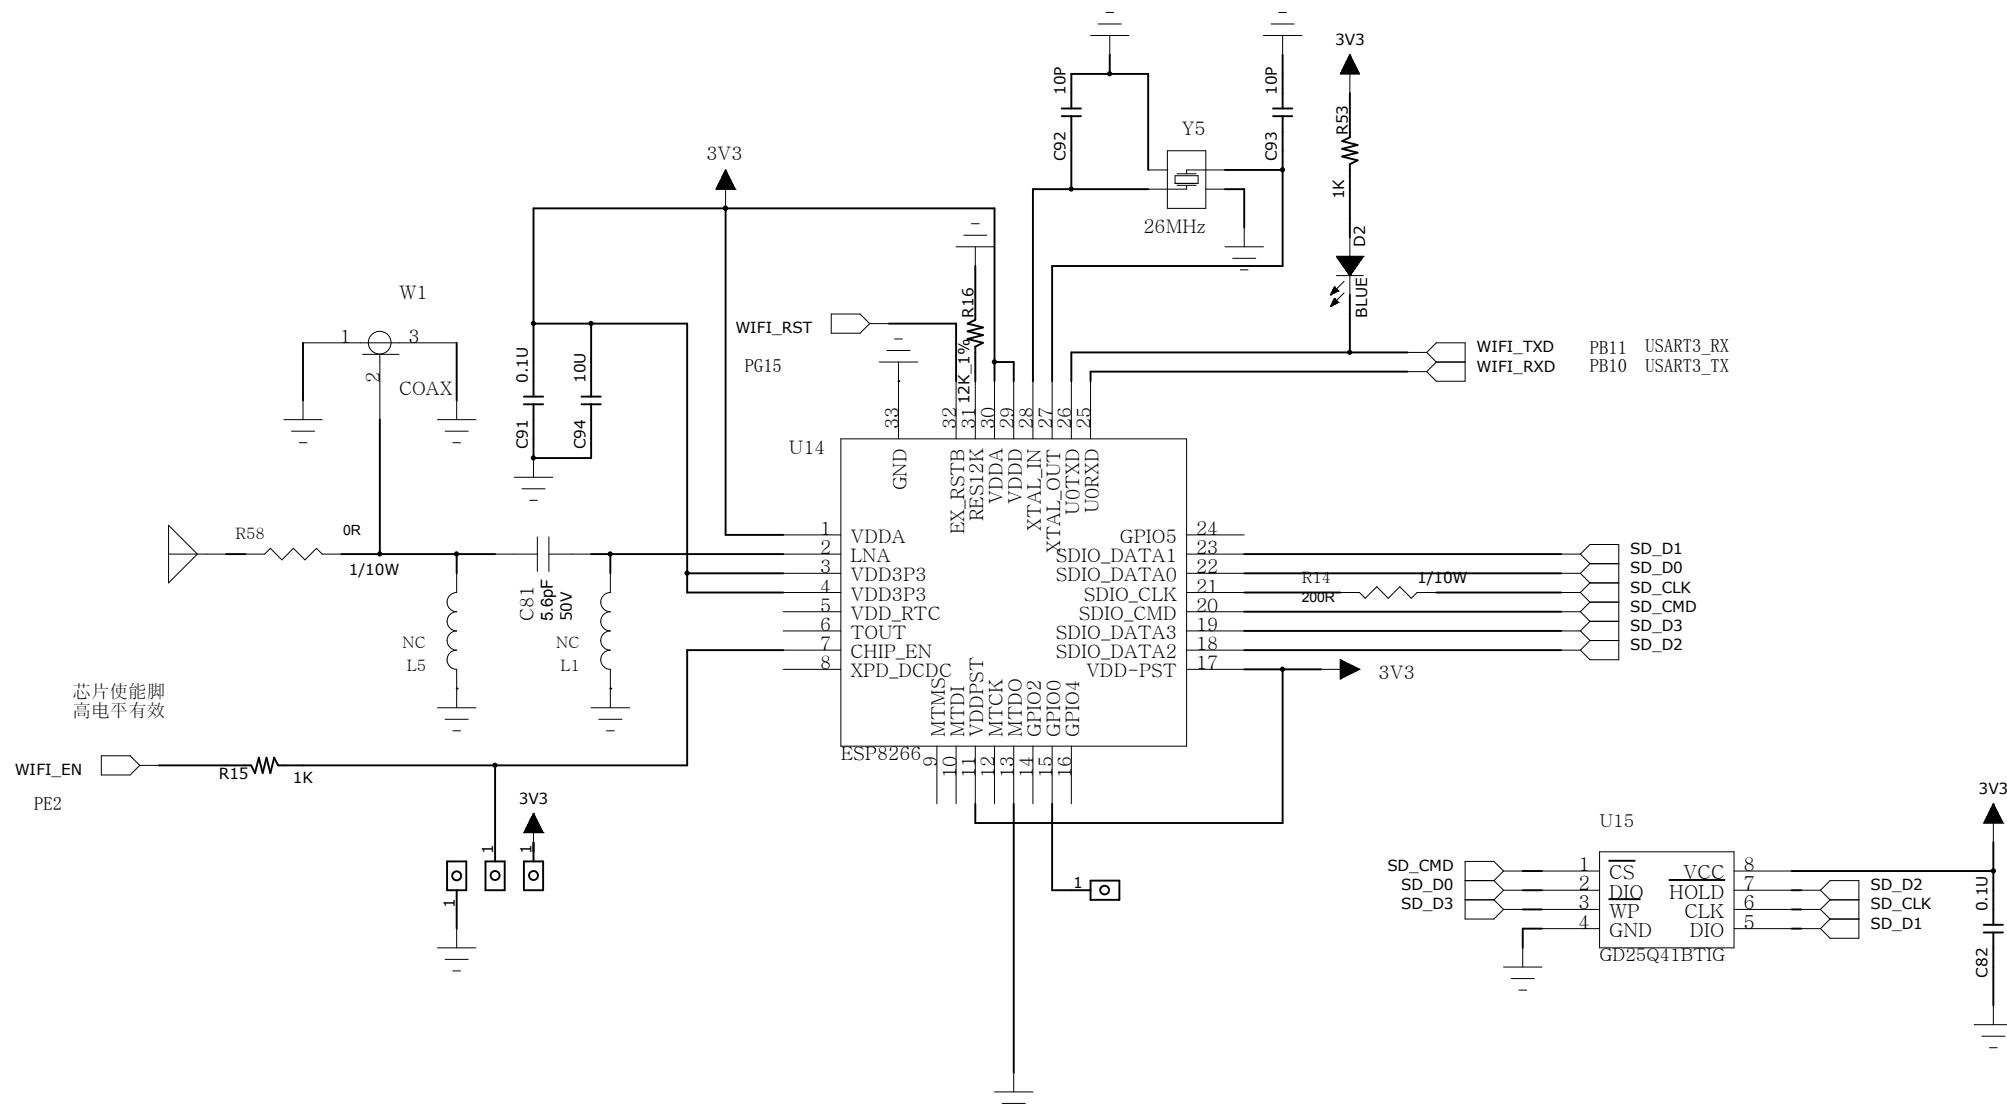 10P
C92
Y5
26MHz
10P
C93
3V3
R53
1K
D2
BLUE
3V3
W1
1
3
2
COAX
0.1U
C91
10U
C94
WIFI_RST
PG15
R16
12K_1%
WIFI_TXD PB11 USART3_RX
WIFI_RXD PB10 USART3_TX
U14
33
32
31
30
29
28
27
26
25
GND
EX_RSTB
RES12K
VDDA
VDDD
XTAL_IN
XTAL_OUT
U0TXD
U0RXD
1 VDDA
2 LNA
3 VDD3P3
4 VDD3P3
5 VDD_RTC
6 TOUT
7 CHIP_EN
8 XPD_DCDC
GPIO5 24
SDIO_DATA1 23
SDIO_DATA0 22
SDIO_CLK 21
SDIO_CMD 20
SDIO_DATA3 19
SDIO_DATA2 18
VDD-PST 17
MTMS
MTDI
VDDPST
MTCK
MTDO
GPIO2
GPIO0
GPIO4
ESP8266
9
10
11
12
13
14
15
16
R58
0R
1/10W
C81
5.6pF
50V
NC
L5
NC
L1
SD_D1
SD_D0
R14
1/10W
200R
SD_CLK
SD_CMD
SD_D3
SD_D2
3V3
芯片使能脚
高电平有效
WIFI_EN
PE2
R15
1K
3V3
1
1
1
1
U15
SD_CMD
SD_D0
SD_D3
1 CS
2 DIO
3 WP
4 GND
VCC 8
HOLD 7
CLK 6
DIO 5
GD25Q41BTIG
SD_D2
SD_CLK
SD_D1
3V3
0.1U
C82